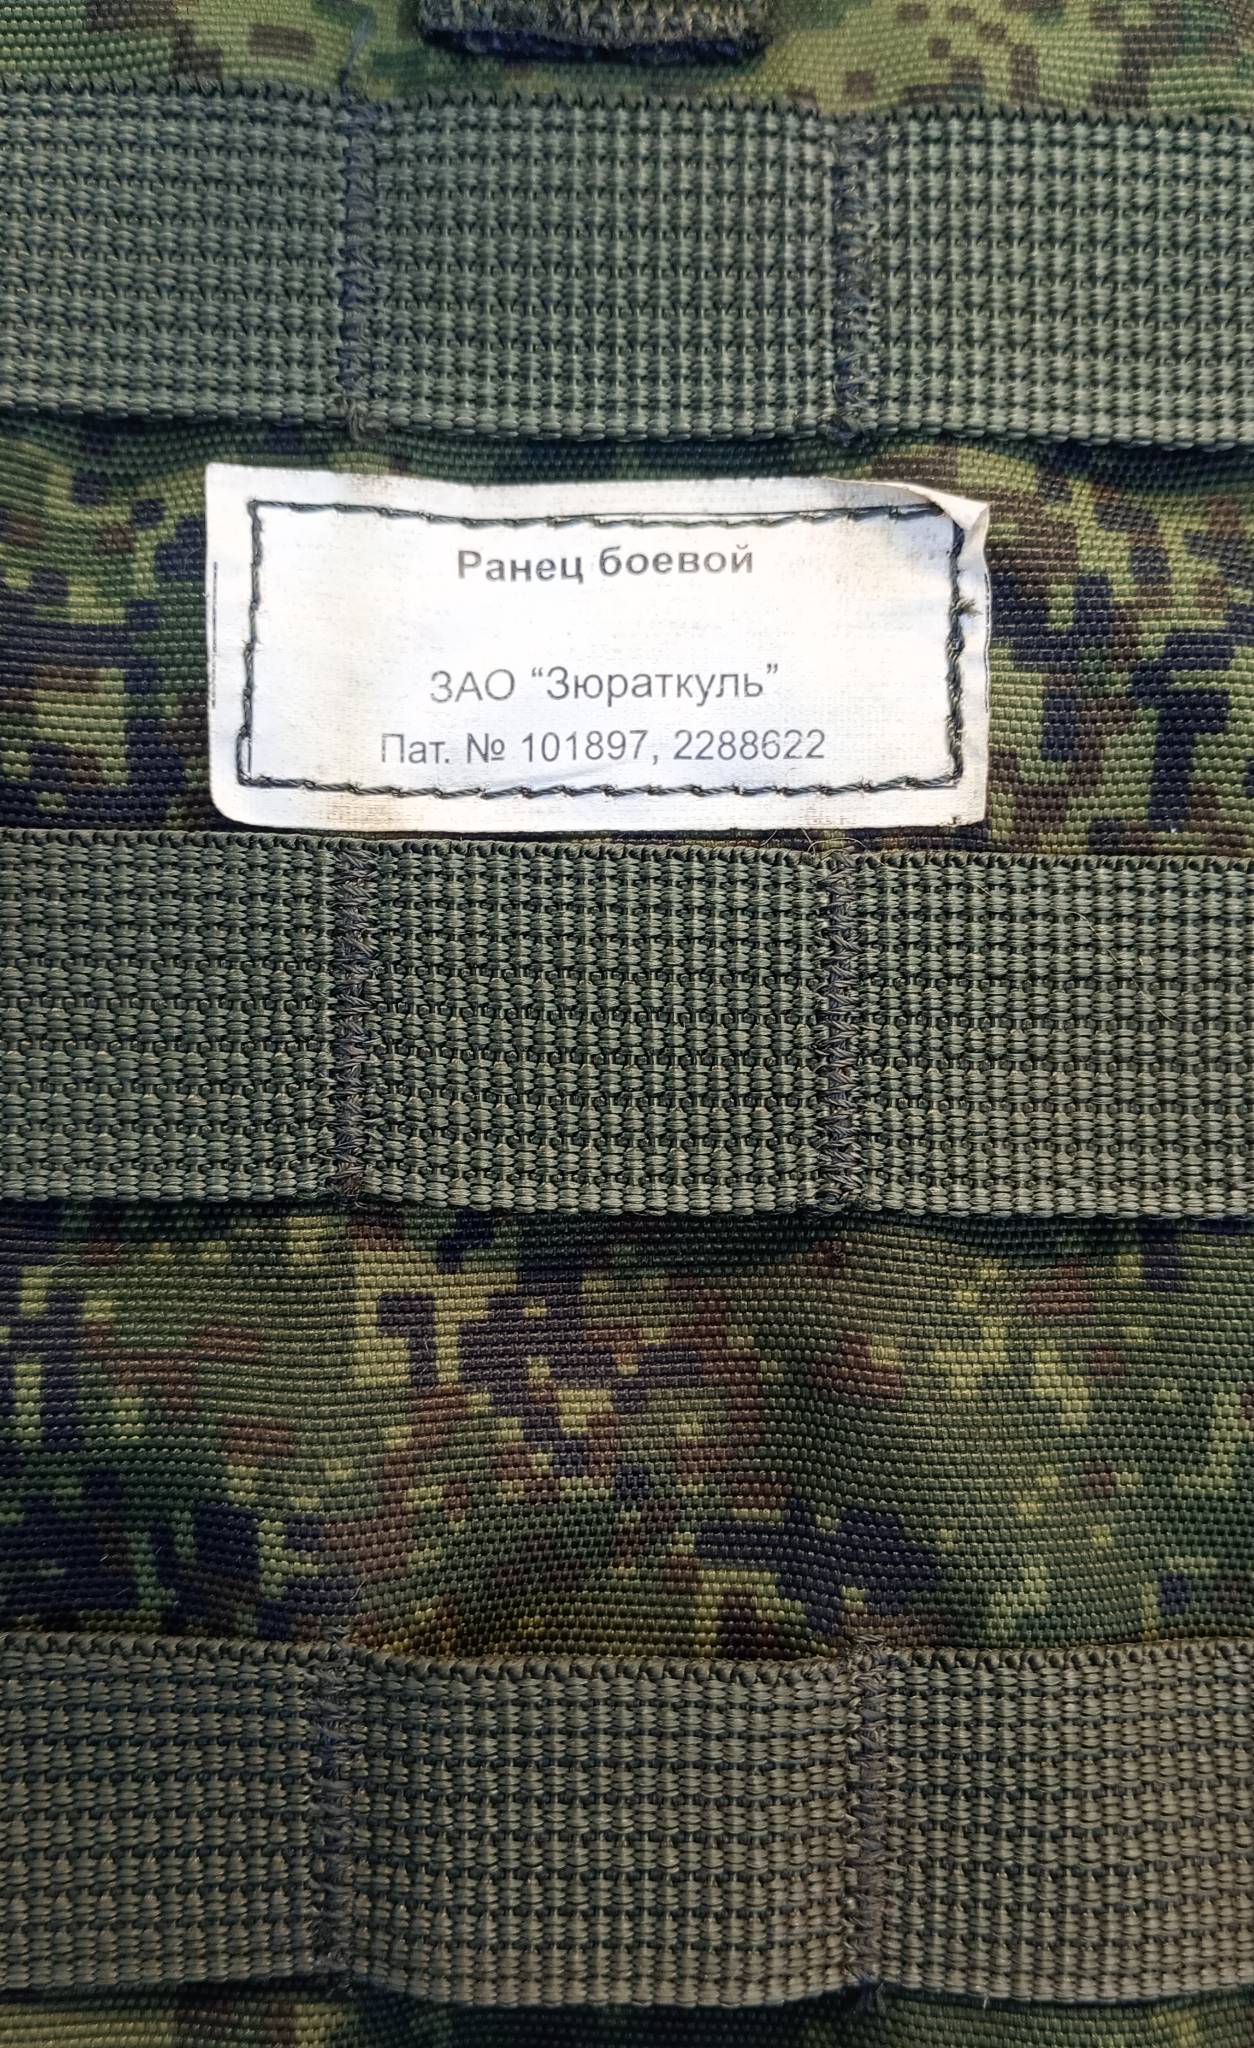 Ранец боевой
ЗАО “Зюраткуль”
Пат. № 101897, 2288622